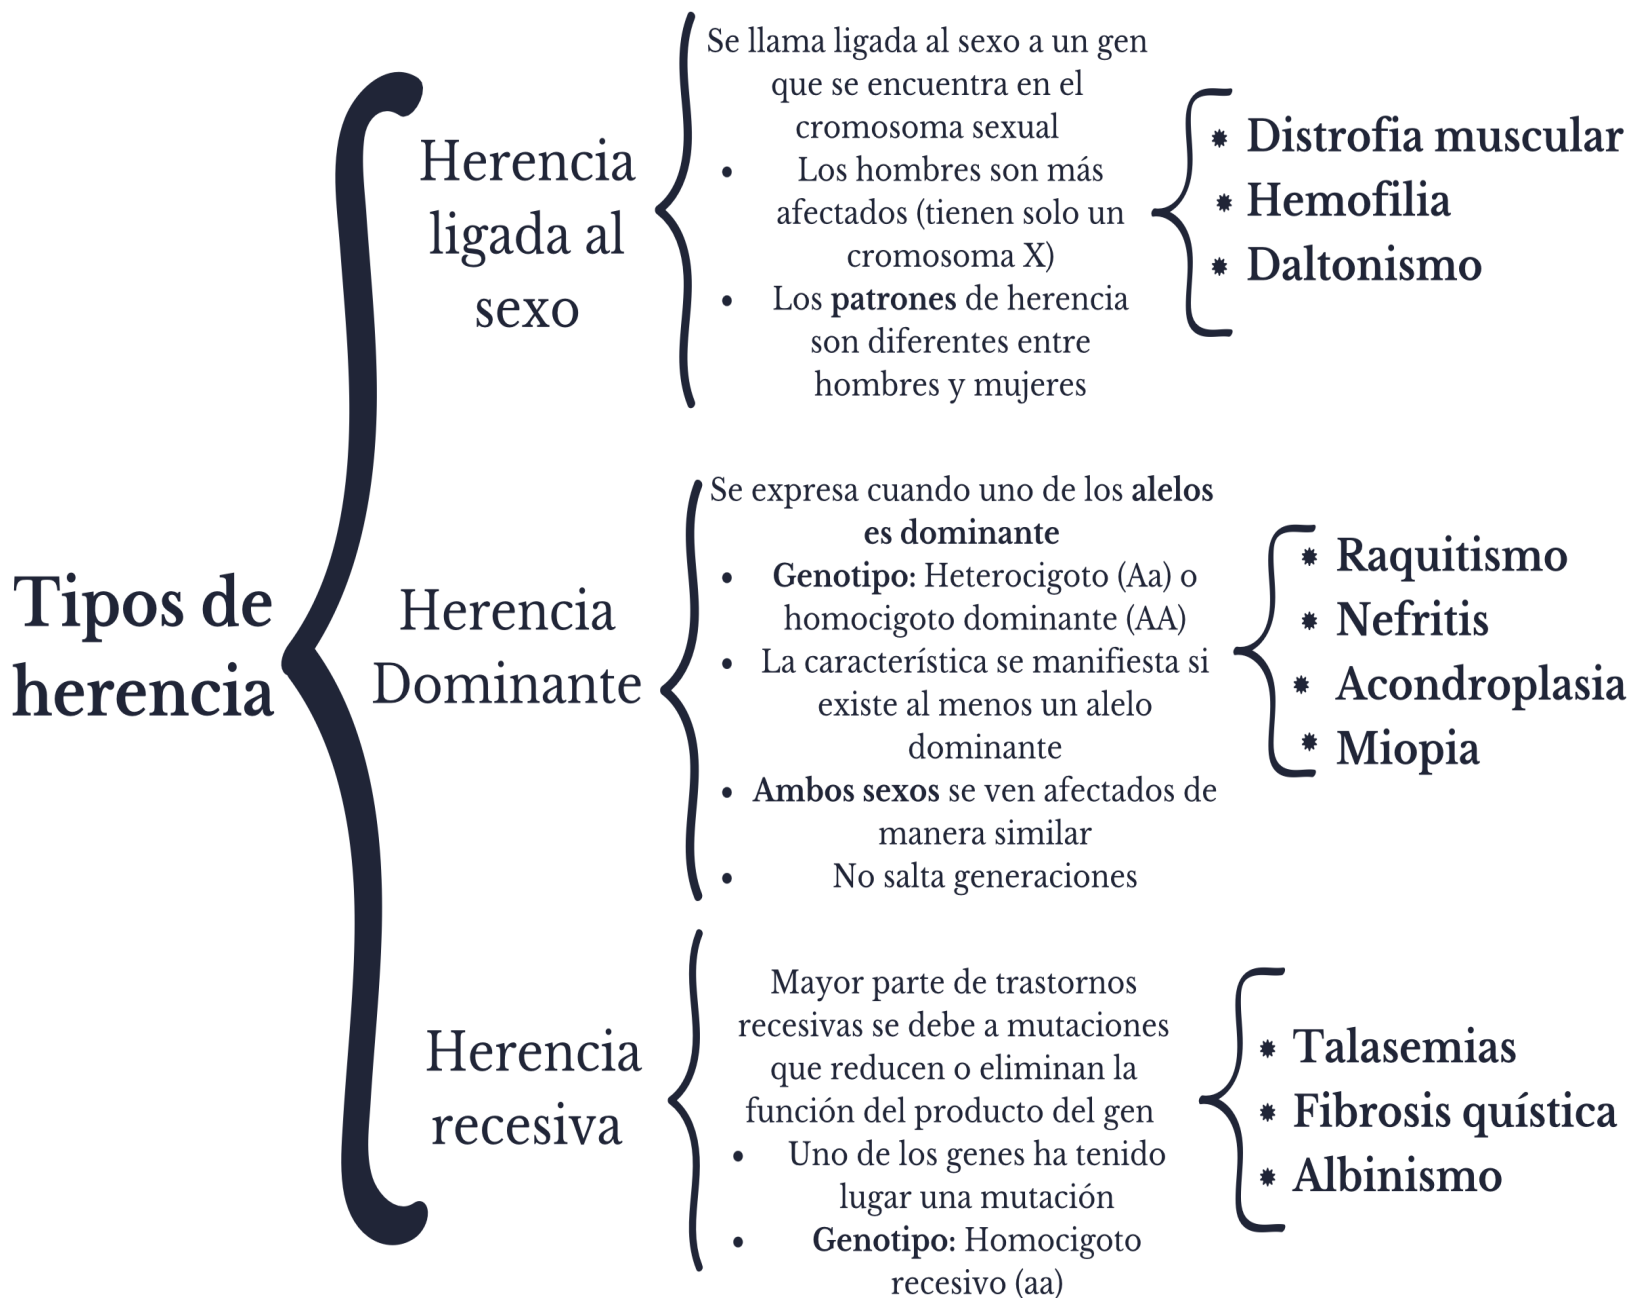 Tipos de
herencia
Herencia
ligada al
sexo
Se llama ligada al sexo a un gen
que se encuentra en el
cromosoma sexual
• Los hombres son más
afectados (tienen solo un
cromosoma X)
• Los patrones de herencia
son diferentes entre
hombres y mujeres
Distrofia muscular
Hemofilia
Daltonismo
Herencia
Dominante
Se expresa cuando uno de los alelos
es dominante
• Genotipo: Heterocigoto (Aa) o
homocigoto dominante (AA)
• La característica se manifiesta si
existe al menos un alelo
dominante
• Ambos sexos se ven afectados de
manera similar
• No salta generaciones
Raquitismo
Nefritis
Acondroplasia
Miopia
Herencia
recesiva
Mayor parte de trastornos
recesivas se debe a mutaciones
que reducen o eliminan la
función del producto del gen
• Uno de los genes ha tenido
lugar una mutación
• Genotipo: Homocigoto
recesivo (aa)
Talasemias
Fibrosis quística
Albinismo